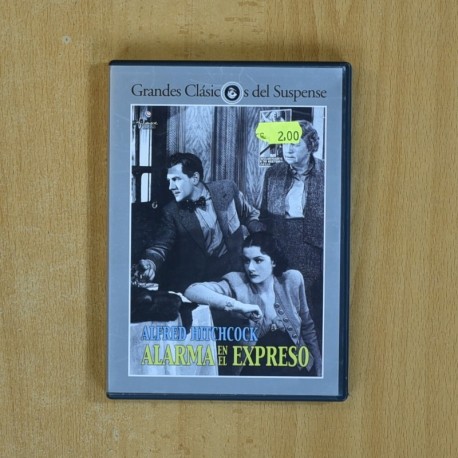 Grandes Clásicos del Suspense
€ 2,00
ALFRED HITCHCOCK
ALARMA EN EL EXPRESO